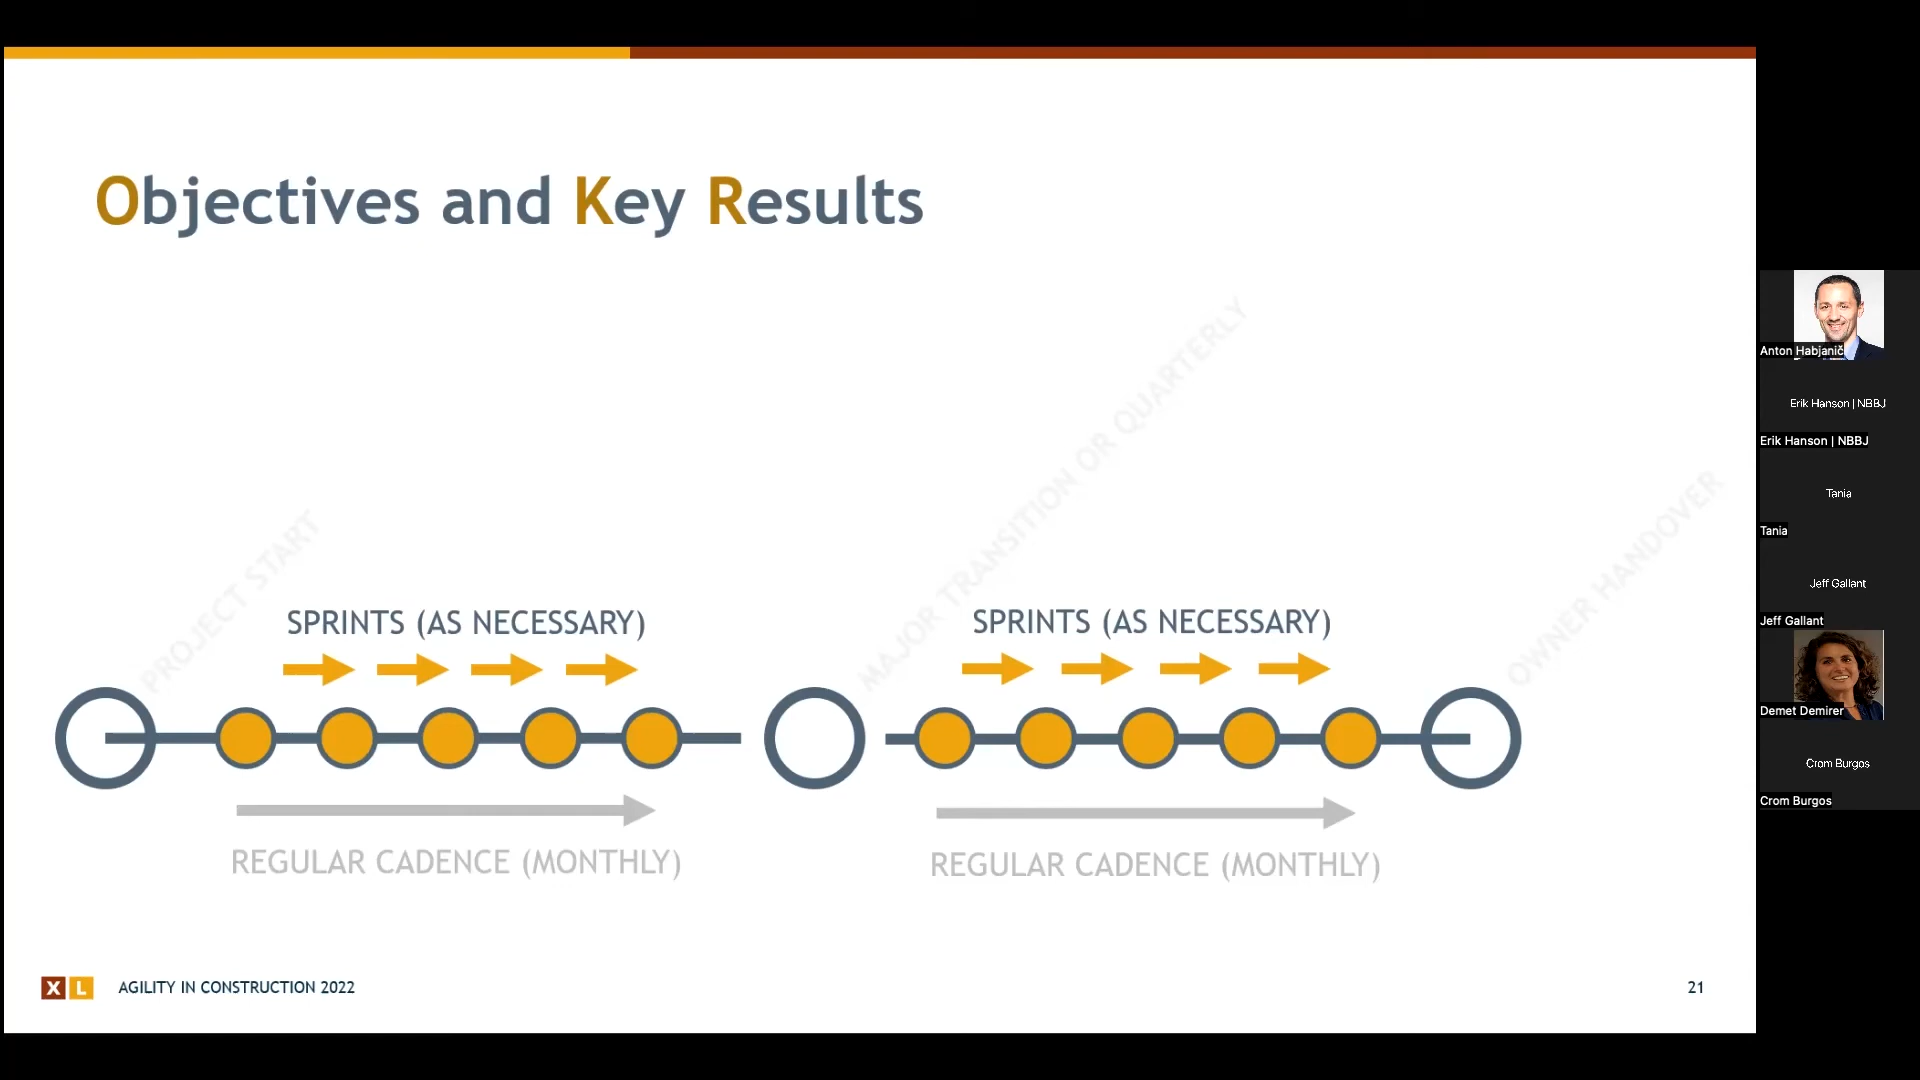 Objectives and Key Results
PROJECT START
MAJOR TRANSITION OR QUARTERLY
OWNER HANDOVER
SPRINTS (AS NECESSARY)
SPRINTS (AS NECESSARY)
REGULAR CADENCE (MONTHLY)
REGULAR CADENCE (MONTHLY)
X L
AGILITY IN CONSTRUCTION 2022
21
Anton Habjanič
Erik Hanson | NBBJ
Erik Hanson | NBBJ
Tania
Tania
Jeff Gallant
Jeff Gallant
Demet Demirer
Crom Burgos
Crom Burgos